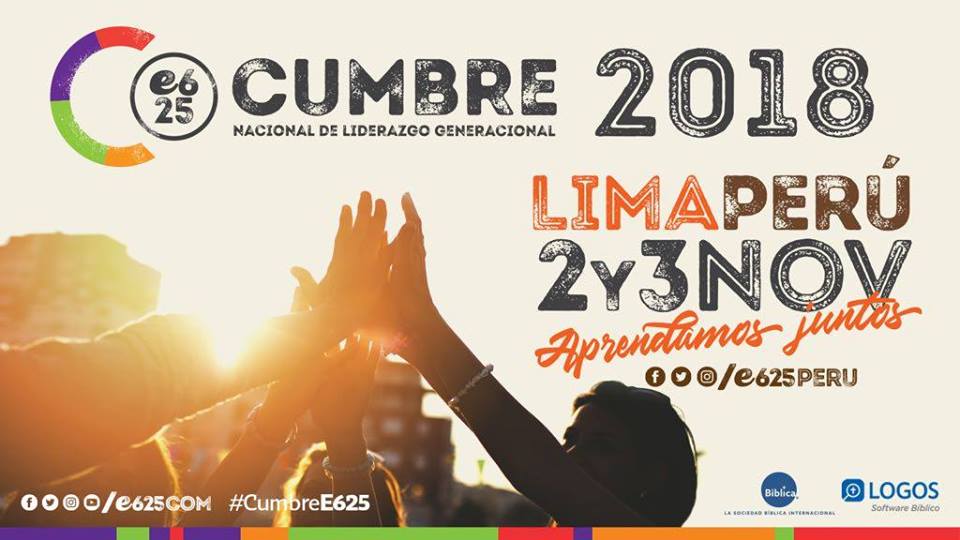 e6
25
CUMBRE 2018
NACIONAL DE LIDERAZGO GENERACIONAL
LIMAPERÚ
2Y3NOV
Aprendamos juntos
/e625PERU
/e625COM #CumbreE625
Biblica
LA SOCIEDAD BÍBLICA INTERNACIONAL
LOGOS
Software Bíblico